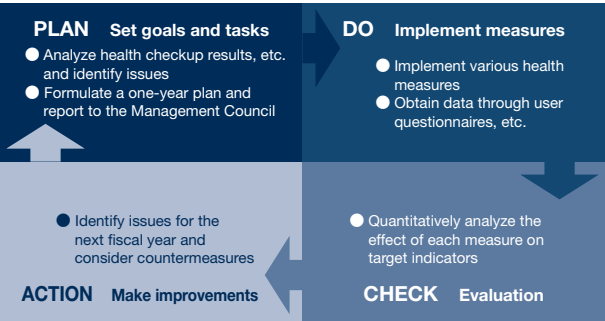 PLAN Set goals and tasks
● Analyze health checkup results, etc.
and identify issues
● Formulate a one-year plan and
report to the Management Council
DO Implement measures
● Implement various health
measures
● Obtain data through user
questionnaires, etc.
● Quantitatively analyze the
effect of each measure on
target indicators
CHECK Evaluation
● Identify issues for the
next fiscal year and
consider countermeasures
ACTION Make improvements